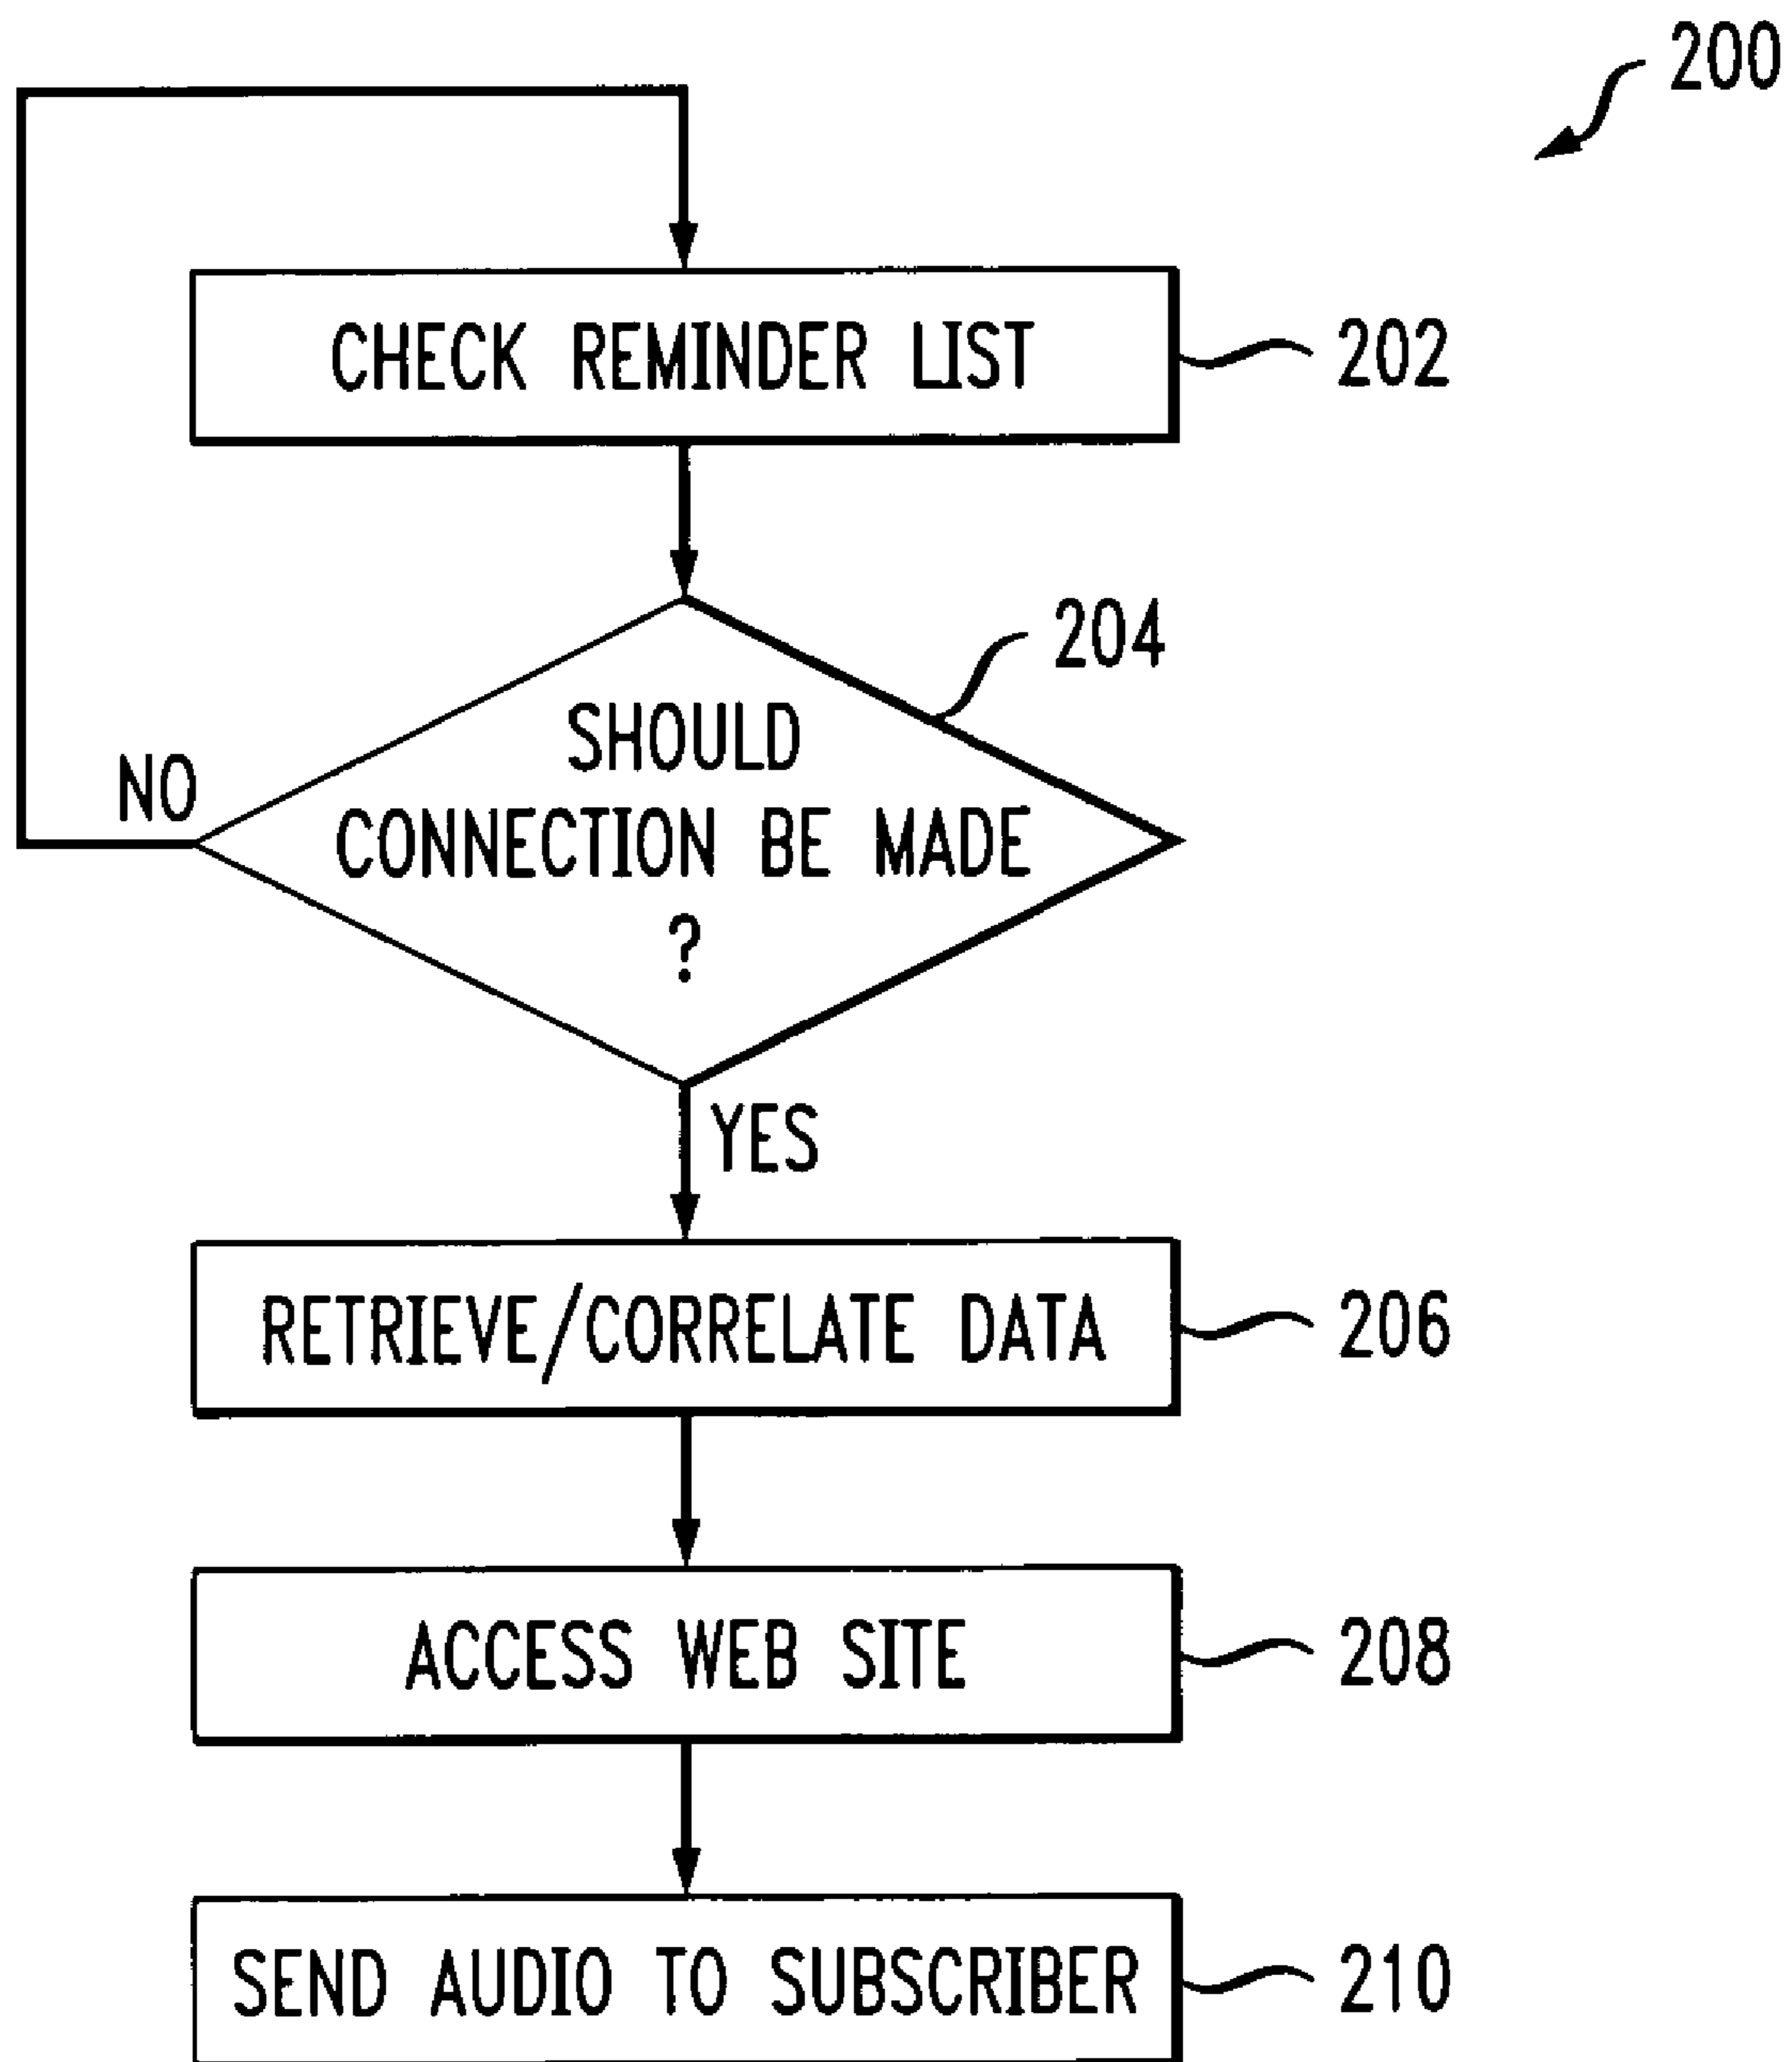 200
CHECK REMINDER LIST
202
204
SHOULD
CONNECTION BE MADE
?
NO
YES
RETRIEVE/CORRELATE DATA
206
ACCESS WEB SITE
208
SEND AUDIO TO SUBSCRIBER
210